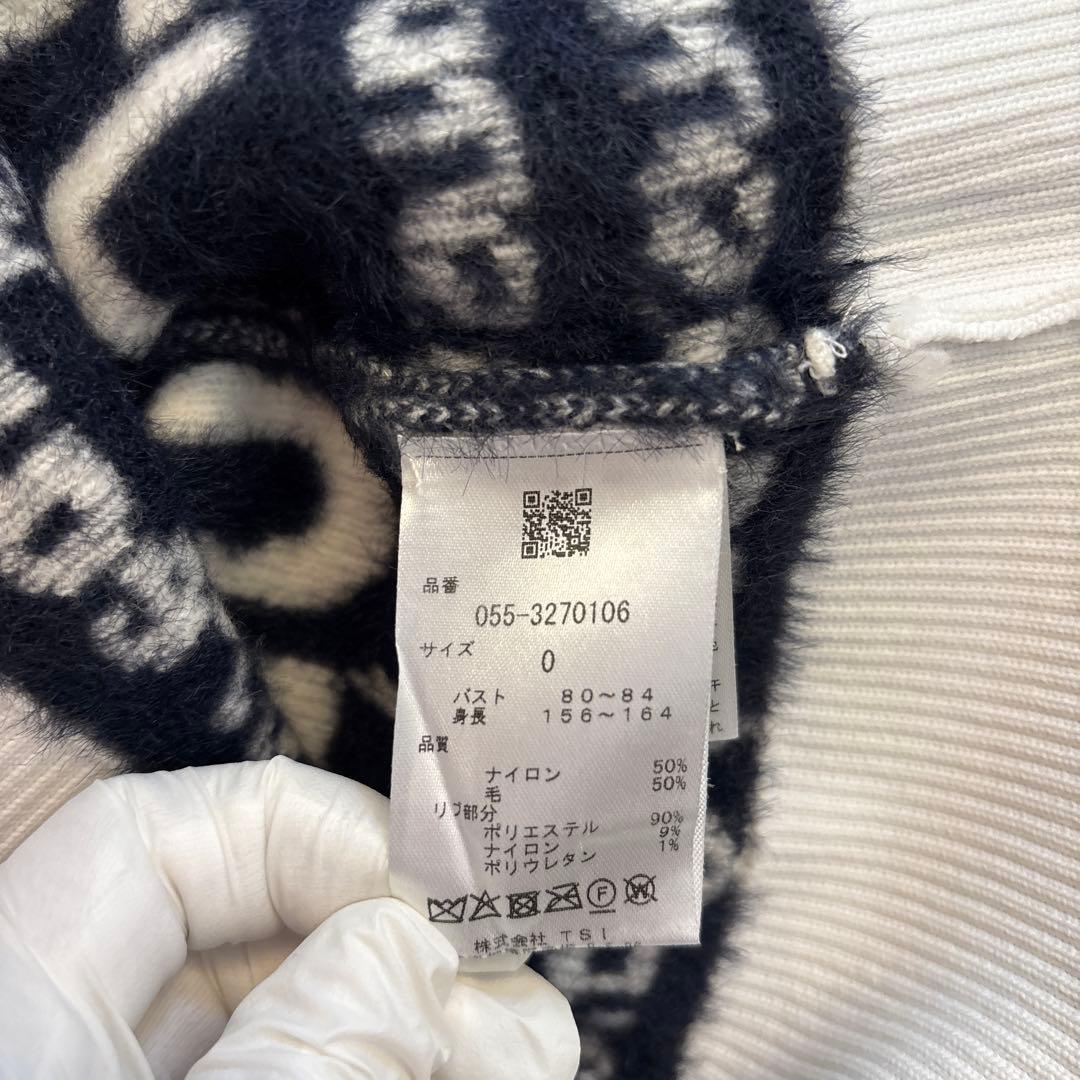 品番
055-3270106
サイズ
0
バスト 80～84
身長 156～164
品質
ナイロン 50%
毛 50%
リブ部分
ポリエステル 90%
ナイロン 9%
ポリウレタン 1%
F W
株式会社 TSI